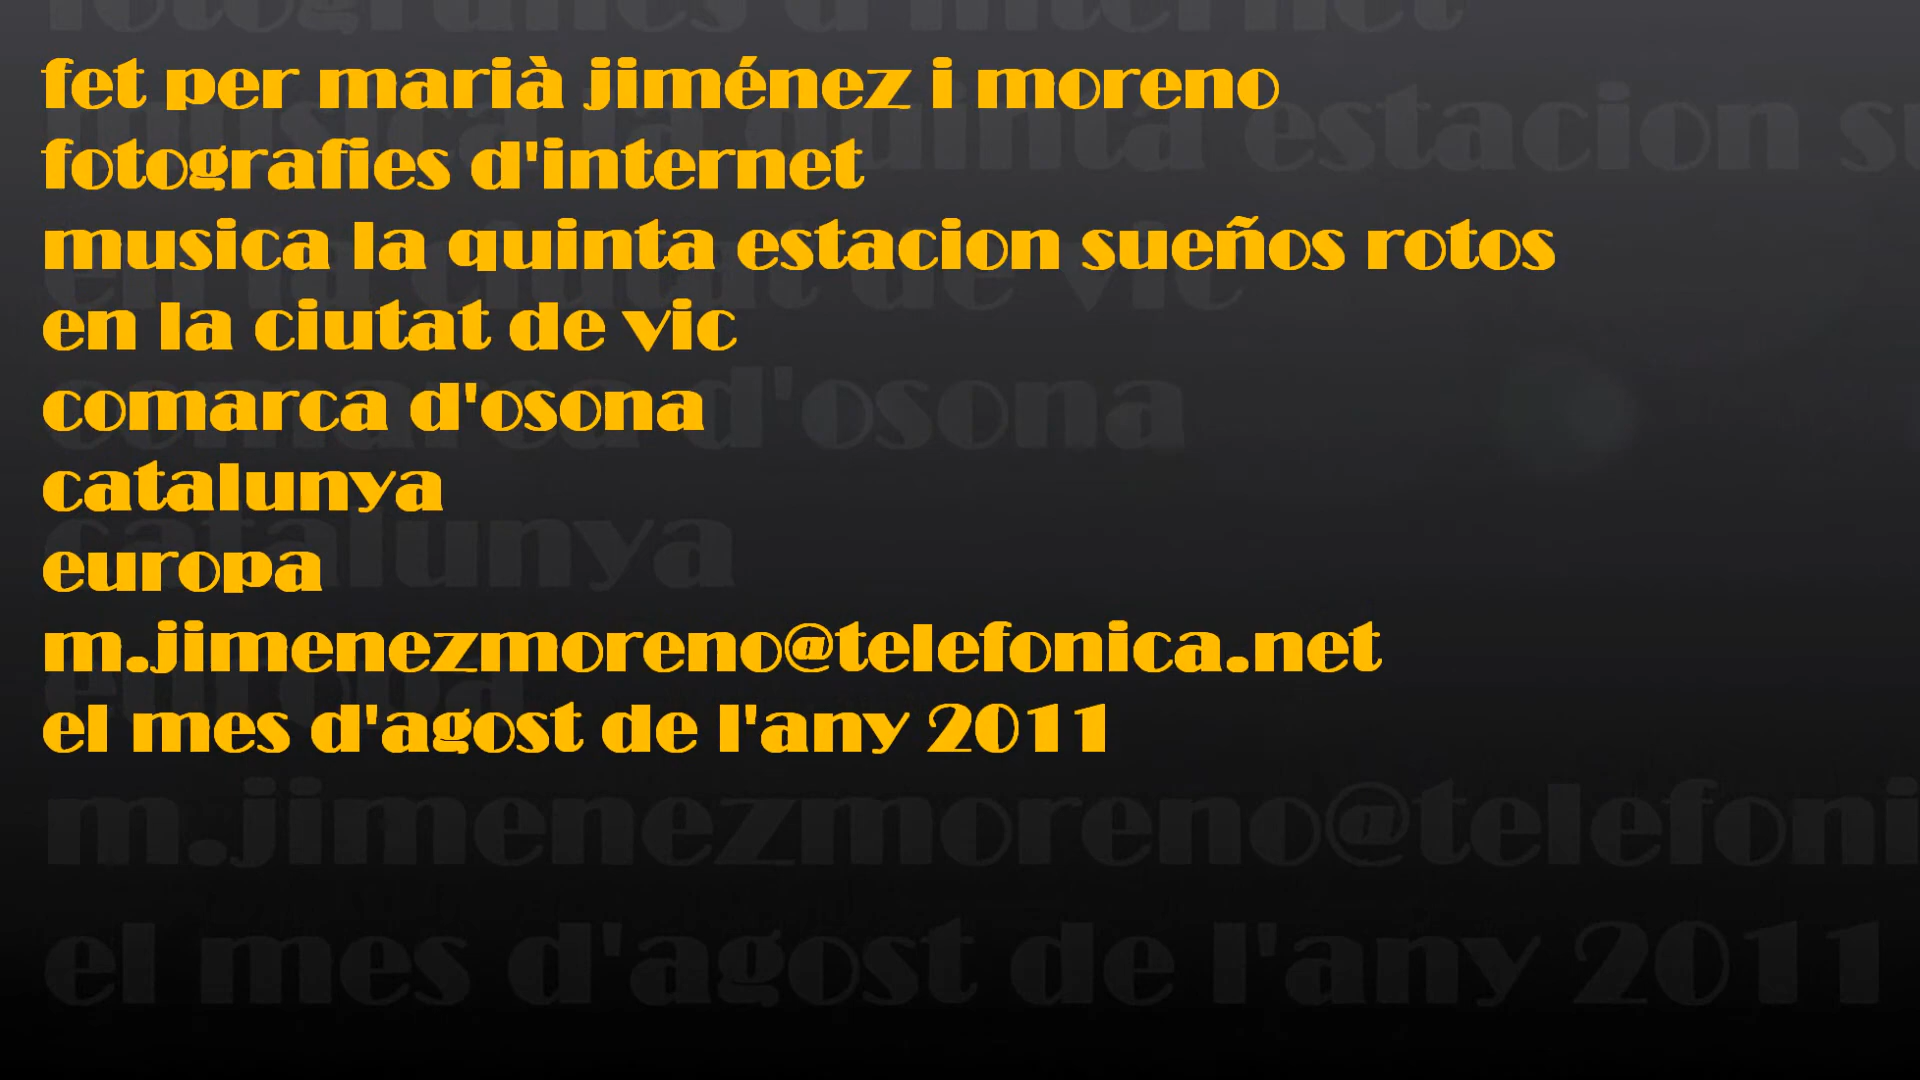 fet per marià jiménez i moreno
fotografies d'internet
musica la quinta estacion sueños rotos
en la ciutat de vic
comarca d'osona
catalunya
europa
m.jimenezmoreno@telefonica.net
el mes d'agost de l'any 2011